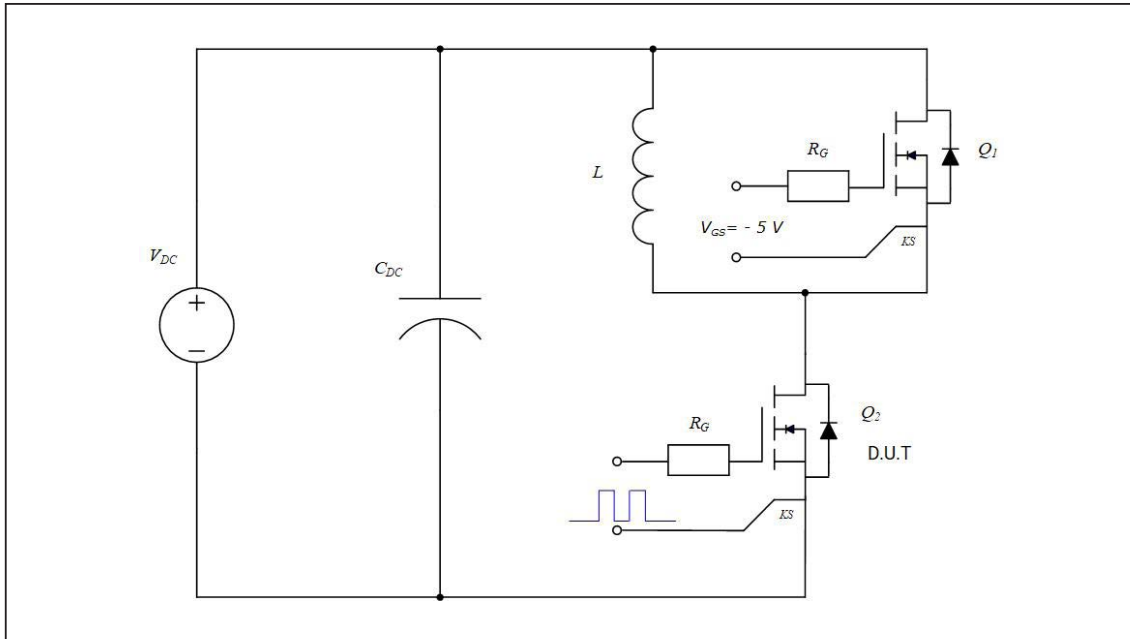 R_G
Q_1
L
V_GS = - 5 V
KS
V_DC
C_DC
+
−
R_G
Q_2
D.U.T
KS